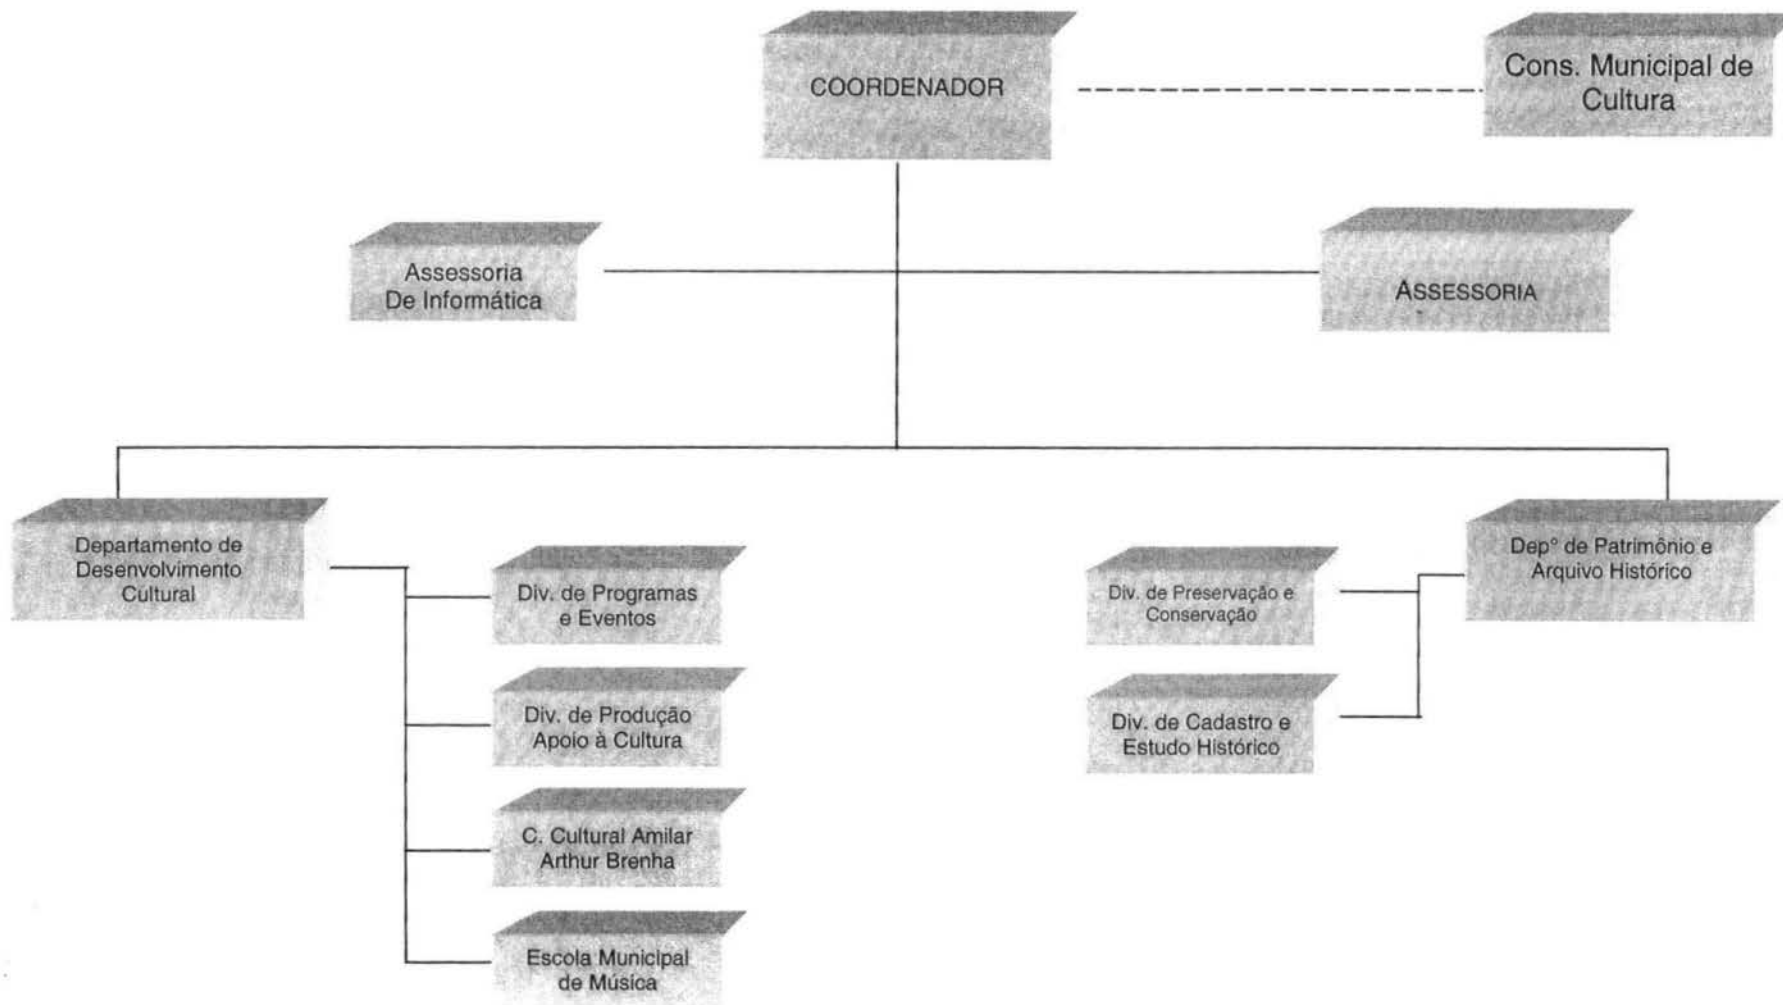 COORDENADOR
Cons. Municipal de
Cultura
Assessoria
De Informática
ASSESSORIA
Departamento de
Desenvolvimento
Cultural
Div. de Programas
e Eventos
Div. de Produção
Apoio à Cultura
C. Cultural Amilar
Arthur Brenha
Escola Municipal
de Música
Dep° de Patrimônio e
Arquivo Histórico
Div. de Preservação e
Conservação
Div. de Cadastro e
Estudo Histórico